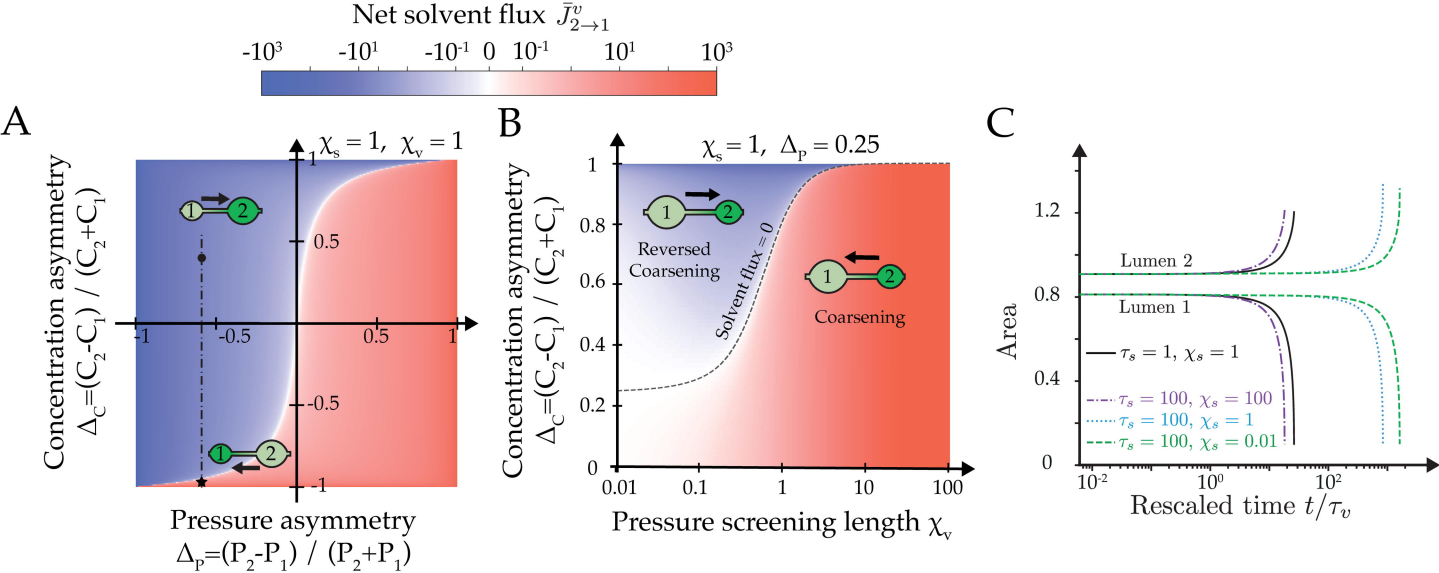 Net solvent flux J̄ᵛ₂→₁
-10³ -10¹ -10⁻¹ 0 10⁻¹ 10¹ 10³
A
χₛ = 1, χᵥ = 1
Concentration asymmetry
Δ_C=(C₂-C₁) / (C₂+C₁)
1
0.5
-1 -0.5 0.5 1
-0.5
-1
1 2
1 2
Pressure asymmetry
Δ_P=(P₂-P₁) / (P₂+P₁)
B
χₛ = 1, Δ_P = 0.25
Concentration asymmetry
Δ_C=(C₂-C₁) / (C₂+C₁)
1
0.8
0.6
0.4
0.2
0
1 2
Reversed
Coarsening
Solvent flux = 0
1 2
Coarsening
0.01 0.1 1 10 100
Pressure screening length χᵥ
C
Area
1.2
0.8
0.4
0
Lumen 2
Lumen 1
τₛ = 1, χₛ = 1
τₛ = 100, χₛ = 100
τₛ = 100, χₛ = 1
τₛ = 100, χₛ = 0.01
10⁻² 10⁰ 10²
Rescaled time t/τᵥ